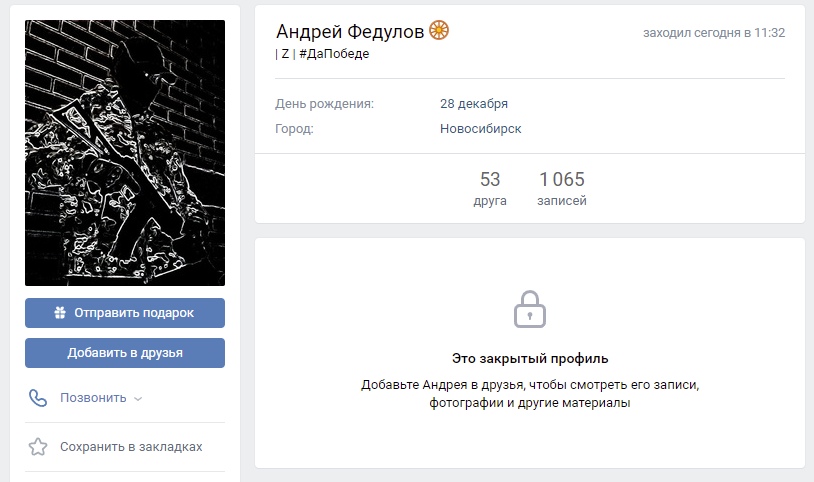 Андрей Федулов
заходил сегодня в 11:32
| Z | #ДаПобеде
День рождения: 28 декабря
Город: Новосибирск
53 1 065
друга записей
Отправить подарок
Добавить в друзья
Позвонить
Сохранить в закладках
Это закрытый профиль
Добавьте Андрея в друзья, чтобы смотреть его записи,
фотографии и другие материалы